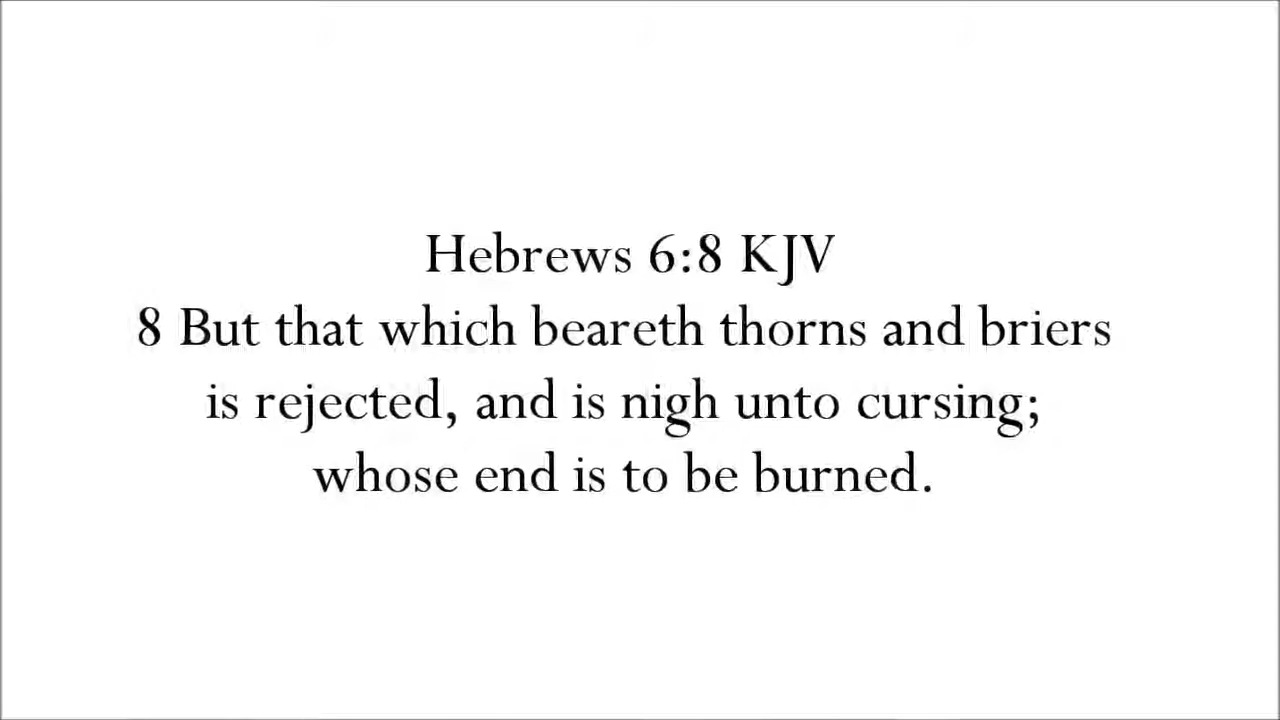 Hebrews 6:8 KJV
8 But that which beareth thorns and briers
is rejected, and is nigh unto cursing;
whose end is to be burned.